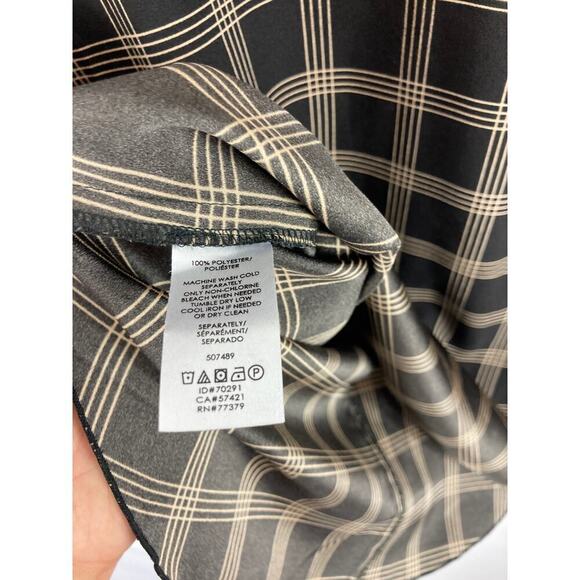 100% POLYESTER/
POLIÉSTER
MACHINE WASH COLD
SEPARATELY
ONLY NON-CHLORINE
BLEACH WHEN NEEDED
TUMBLE DRY LOW
COOL IRON IF NEEDED
OR DRY CLEAN
SEPARATELY/
SÉPARÉMENT/
SEPARADO
507489
P
ID#70291
CA#57421
RN#77379